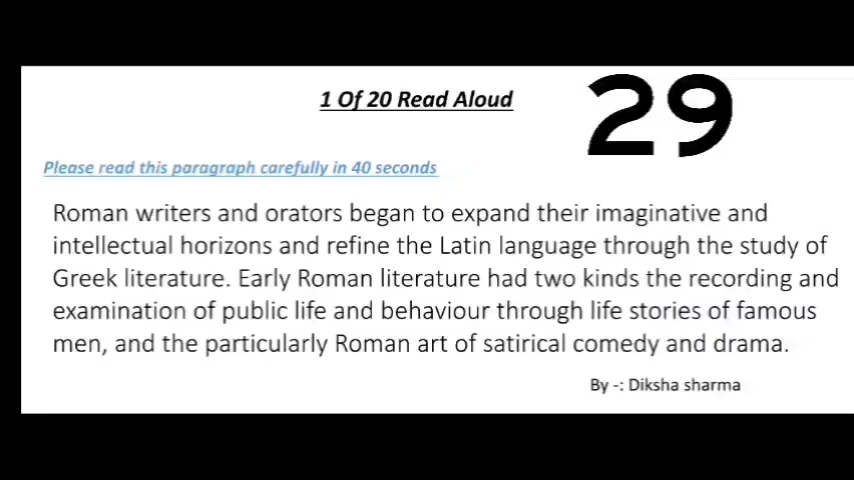 1 Of 20 Read Aloud
29
Please read this paragraph carefully in 40 seconds
Roman writers and orators began to expand their imaginative and
intellectual horizons and refine the Latin language through the study of
Greek literature. Early Roman literature had two kinds the recording and
examination of public life and behaviour through life stories of famous
men, and the particularly Roman art of satirical comedy and drama.
By -: Diksha sharma